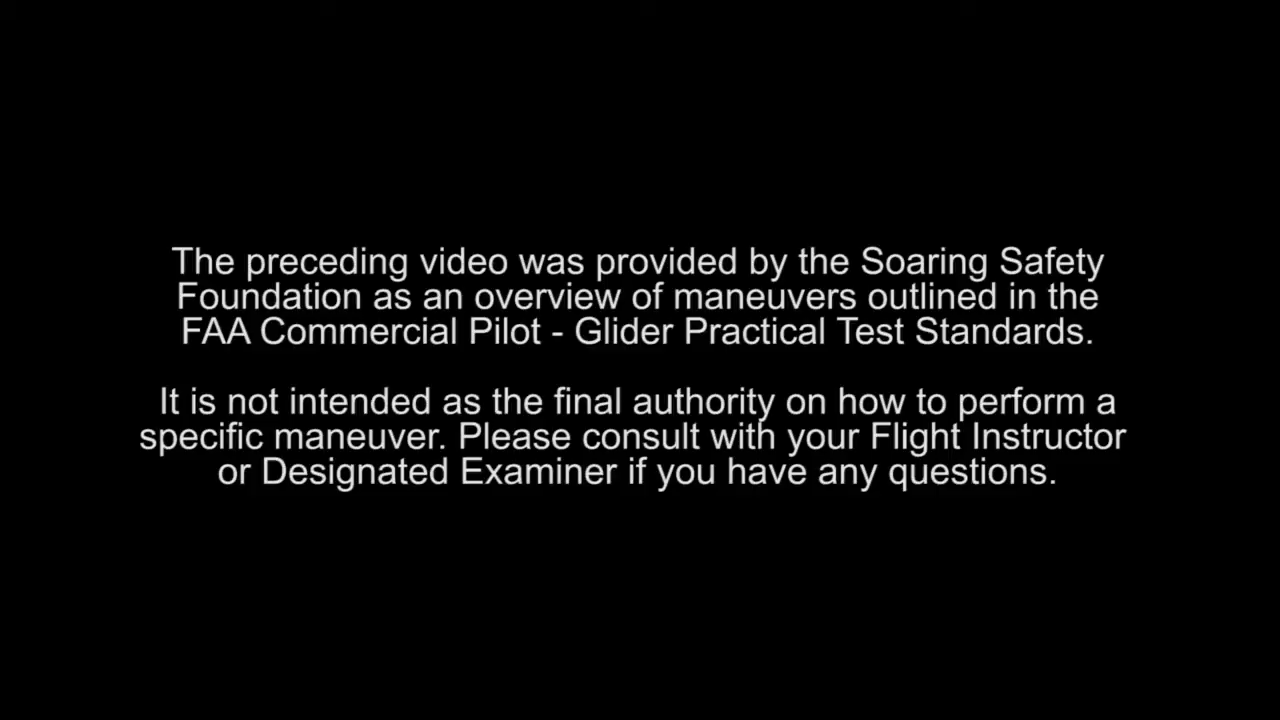 The preceding video was provided by the Soaring Safety
Foundation as an overview of maneuvers outlined in the
FAA Commercial Pilot - Glider Practical Test Standards.
It is not intended as the final authority on how to perform a
specific maneuver. Please consult with your Flight Instructor
or Designated Examiner if you have any questions.